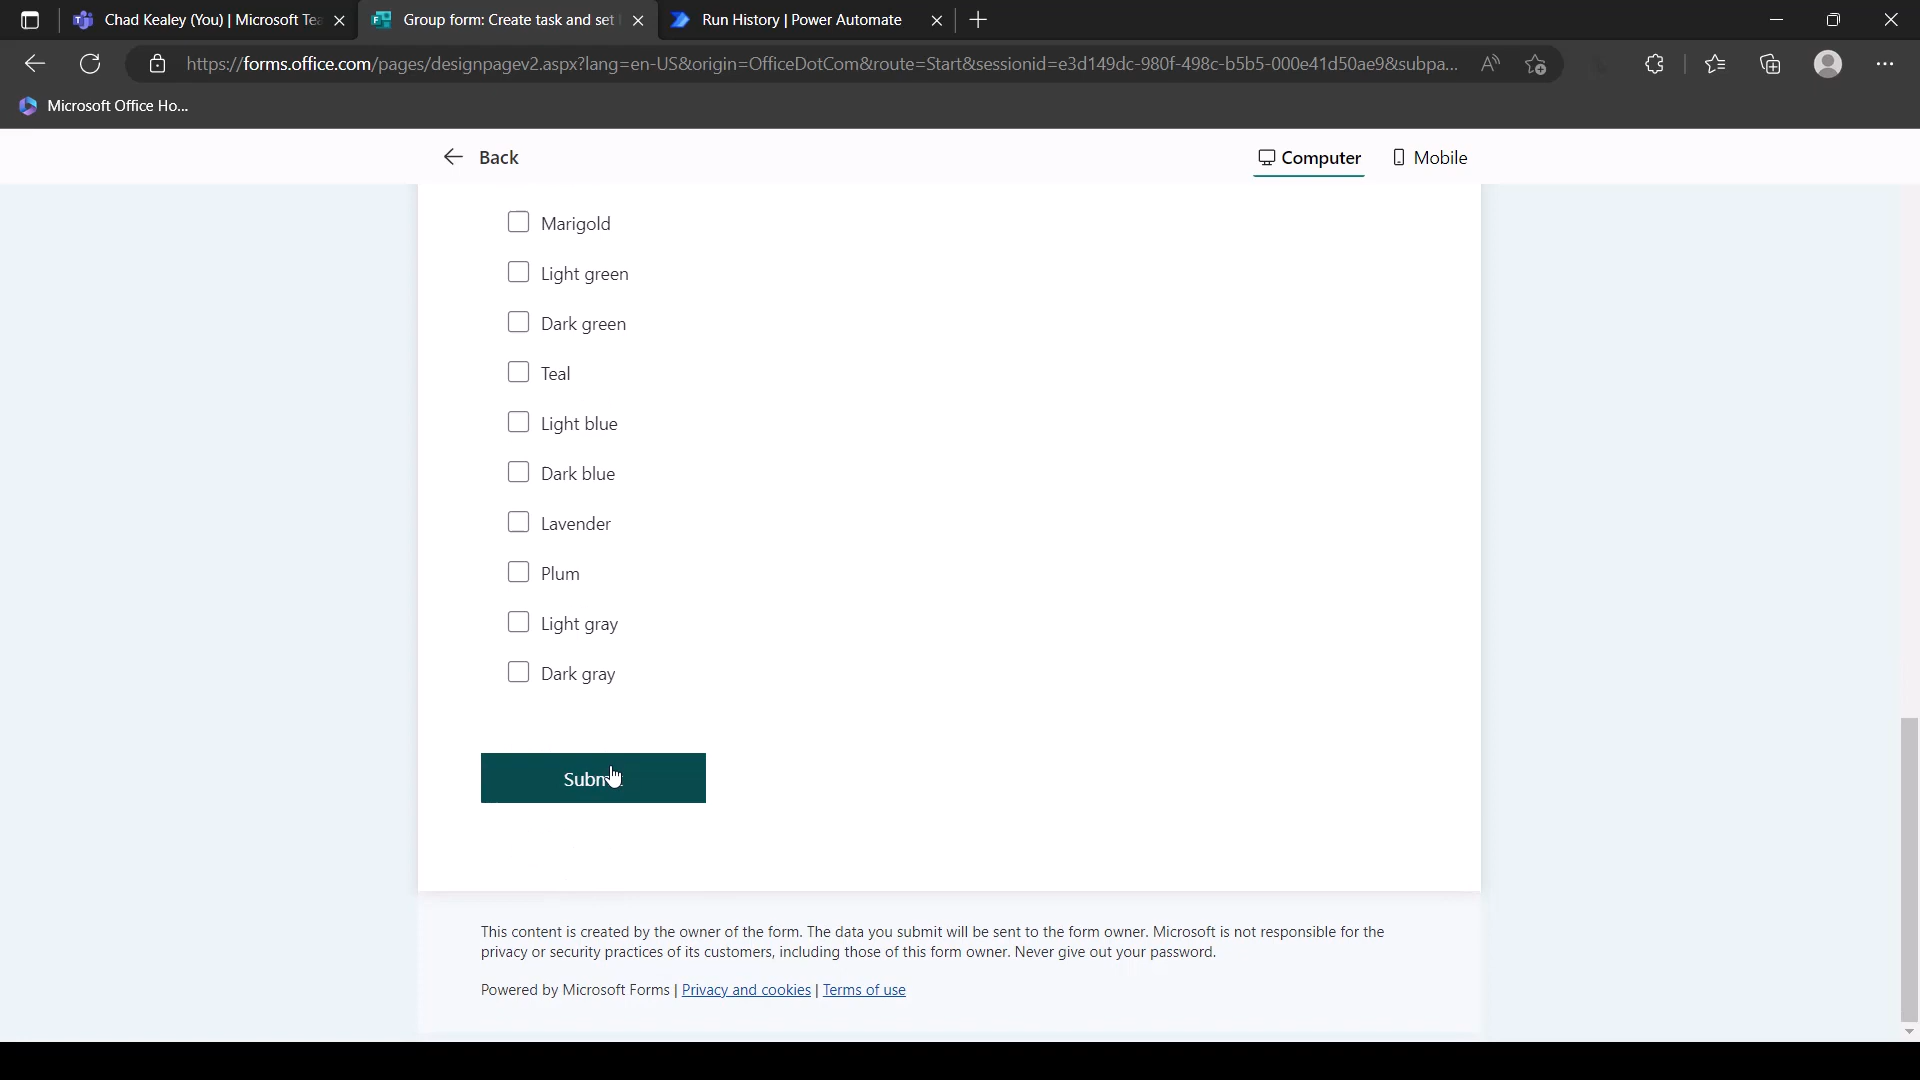 Chad Kealey (You) | Microsoft Tea
Group form: Create task and set l
Run History | Power Automate
https://forms.office.com/pages/designpagev2.aspx?lang=en-US&origin=OfficeDotCom&route=Start&sessionid=e3d149dc-980f-498c-b5b5-000e41d50ae9&subpa...
Microsoft Office Ho...
Back
Computer
Mobile
Marigold
Light green
Dark green
Teal
Light blue
Dark blue
Lavender
Plum
Light gray
Dark gray
Submit
This content is created by the owner of the form. The data you submit will be sent to the form owner. Microsoft is not responsible for the
privacy or security practices of its customers, including those of this form owner. Never give out your password.
Powered by Microsoft Forms | Privacy and cookies | Terms of use